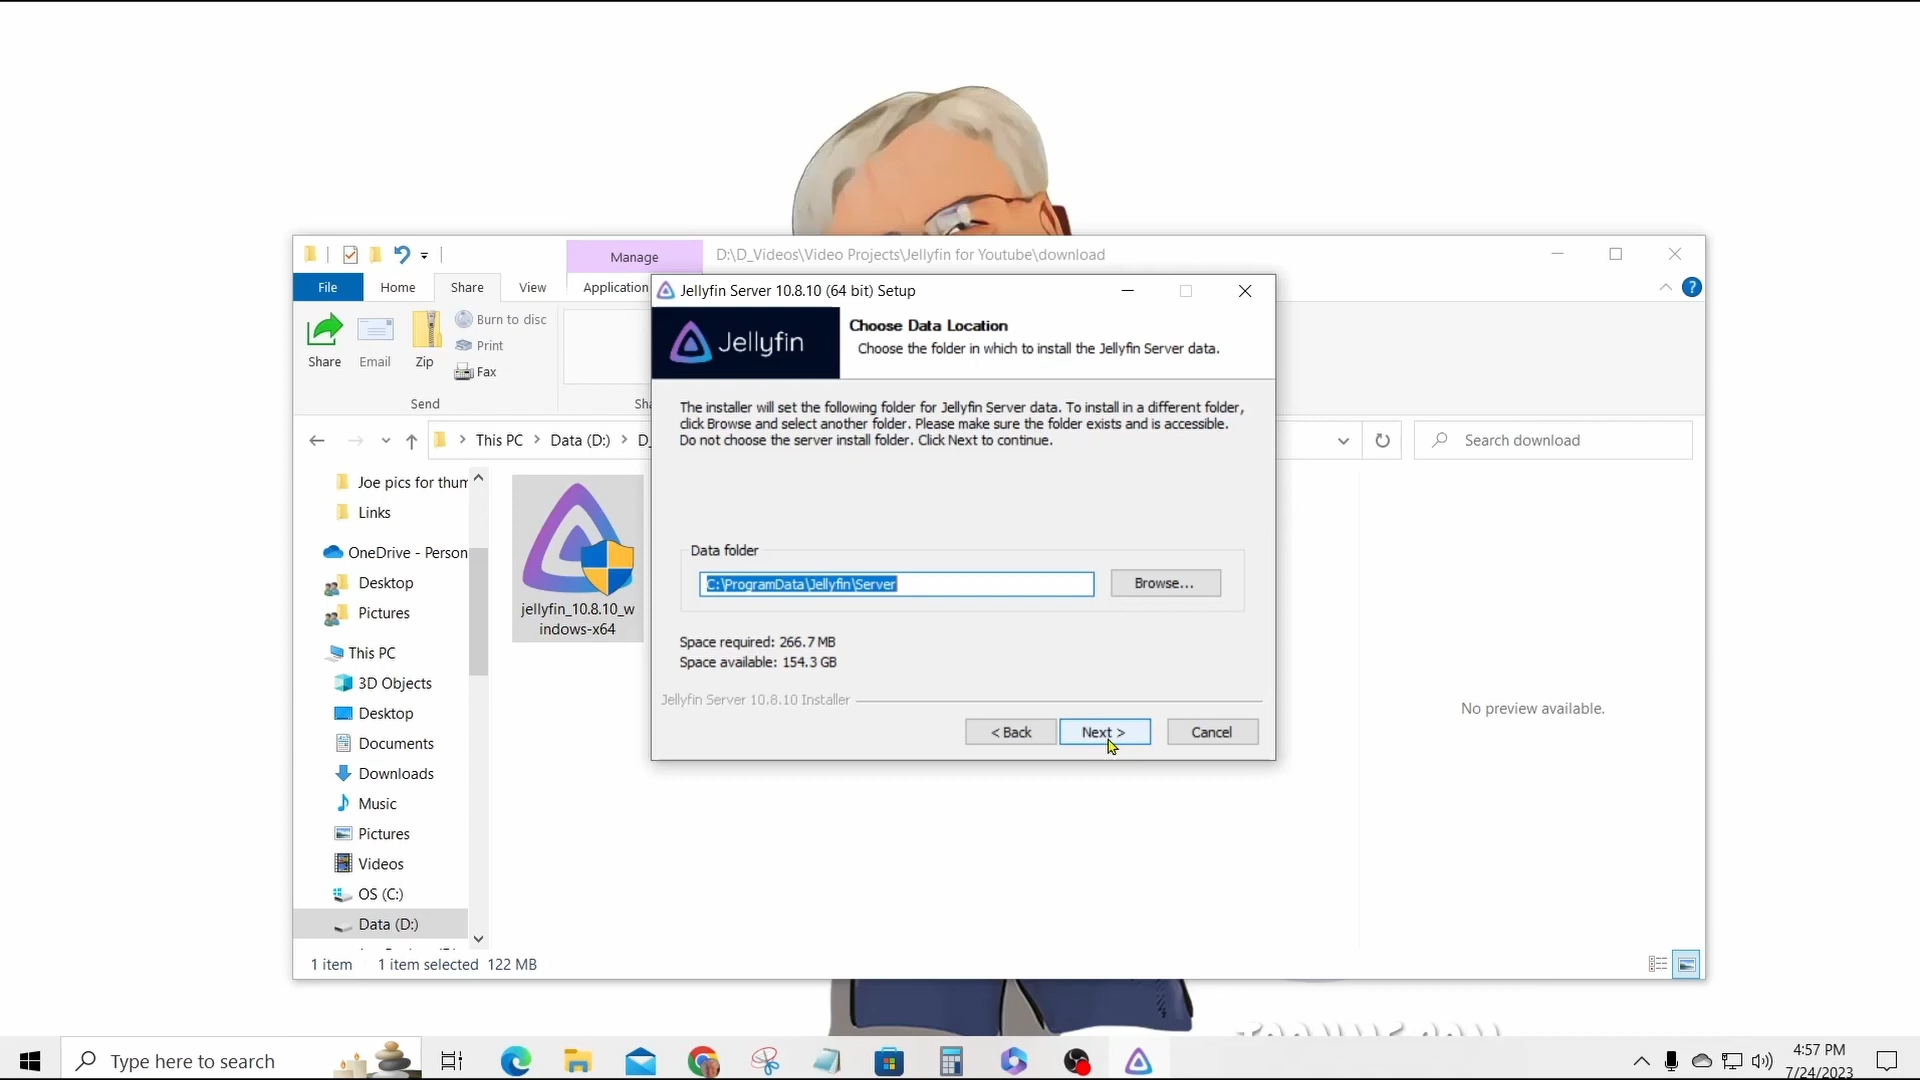 Manage
D:\D_Videos\Video Projects\Jellyfin for Youtube\download
File
Home
Share
View
Application
Share
Email
Zip
Burn to disc
Print
Fax
Send
Sha
This PC
Data (D:)
D_
Search download
Joe pics for thum
Links
OneDrive - Person
Desktop
Pictures
This PC
3D Objects
Desktop
Documents
Downloads
Music
Pictures
Videos
OS (C:)
Data (D:)
jellyfin_10.8.10_w
indows-x64
Jellyfin Server 10.8.10 (64 bit) Setup
Jellyfin
Choose Data Location
Choose the folder in which to install the Jellyfin Server data.
The installer will set the following folder for Jellyfin Server data. To install in a different folder,
click Browse and select another folder. Please make sure the folder exists and is accessible.
Do not choose the server install folder. Click Next to continue.
Data folder
C:\ProgramData\Jellyfin\Server
Browse...
Space required: 266.7 MB
Space available: 154.3 GB
Jellyfin Server 10.8.10 Installer
< Back
Next >
Cancel
No preview available.
1 item
1 item selected
122 MB
Type here to search
4:57 PM
7/24/2023